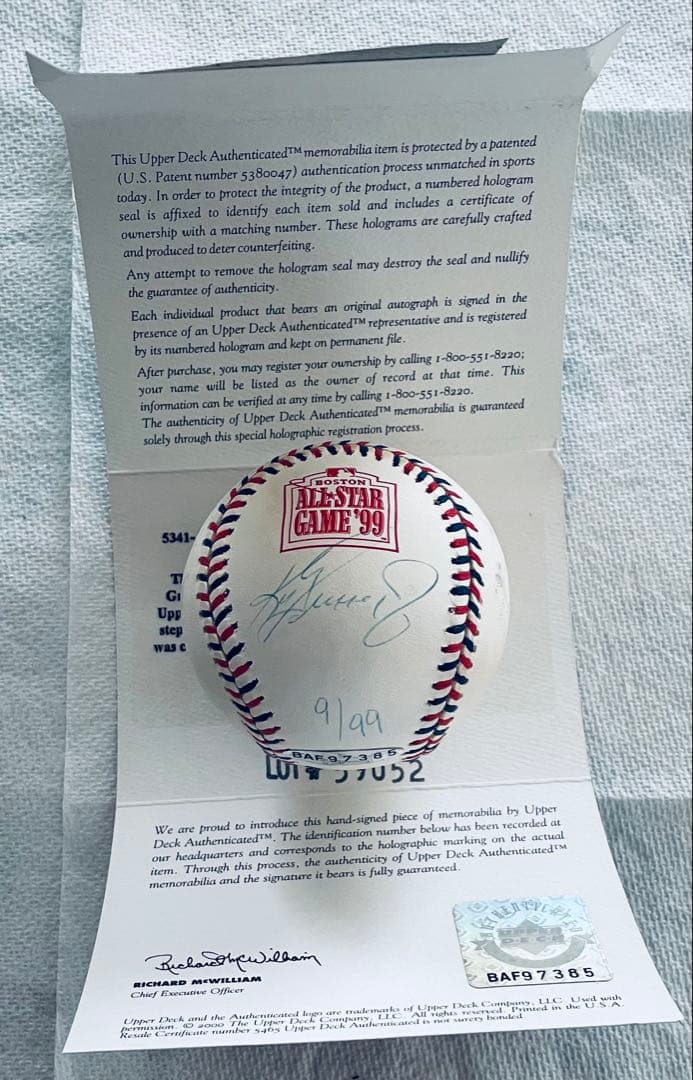 This Upper Deck Authenticated™ memorabilia item is protected by a patented
(U.S. Patent number 5380047) authentication process unmatched in sports
today. In order to protect the integrity of the product, a numbered hologram
seal is affixed to identify each item sold and includes a certificate of
ownership with a matching number. These holograms are carefully crafted
and produced to deter counterfeiting.
Any attempt to remove the hologram seal may destroy the seal and nullify
the guarantee of authenticity.
Each individual product that bears an original autograph is signed in the
presence of an Upper Deck Authenticated™ representative and is registered
by its numbered hologram and kept on permanent file.
After purchase, you may register your ownership by calling 1-800-551-8220;
your name will be listed as the owner of record at that time. This
information can be verified at any time by calling 1-800-551-8220.
The authenticity of Upper Deck Authenticated™ memorabilia is guaranteed
solely through this special holographic registration process.
BOSTON
ALL★STAR
GAME '99
5341-
Upp
step
was c
9/99
BAF97385
We are proud to introduce this hand-signed piece of memorabilia by Upper
Deck Authenticated™. The identification number below has been recorded at
our headquarters and corresponds to the holographic marking on the actual
item. Through this process, the authenticity of Upper Deck Authenticated™
memorabilia and the signature it bears is fully guaranteed.
Richard McWilliam
RICHARD McWILLIAM
Chief Executive Officer
UPPER
DECK
BAF97385
Upper Deck and the Authenticated logo are trademarks of Upper Deck Company, LLC. Used with
permission. © 2000 The Upper Deck Company, LLC. All rights reserved. Printed in the U.S.A.
Resale Certificate number 5465 Upper Deck Authenticated is not surety bonded